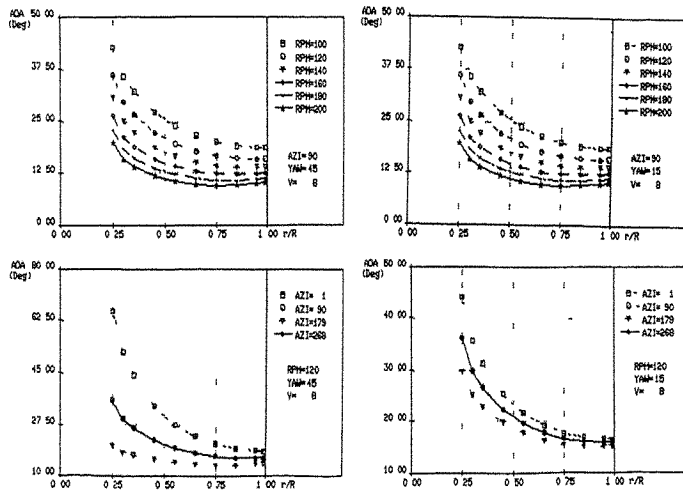 AOA 50 00
(Deg)
37 50
25 00
12 50
0 00
0 00 0 25 0 50 0 75 1 00 r/R
RPM=100
RPM=120
RPM=140
RPM=160
RPM=180
RPM=200
AZI= 90
YAW= 45
V= 8
AOA 50 00
(Deg)
37 50
25 00
12 50
0 00
0 00 0 25 0 50 0 75 1 00 r/R
RPM=100
RPM=120
RPM=140
RPM=160
RPM=180
RPM=200
AZI= 90
YAW= 15
V= 8
AOA 80 00
(Deg)
62 50
45 00
27 50
10 00
0 00 0 25 0 50 0 75 1 00 r/R
AZI= 1
AZI= 90
AZI=179
AZI=268
RPM=120
YAW= 45
V= 8
AOA 50 00
(Deg)
40 00
30 00
20 00
10 00
0 00 0 25 0 50 0 75 1 00 r/R
AZI= 1
AZI= 90
AZI=179
AZI=268
RPM=120
YAW= 15
V= 8